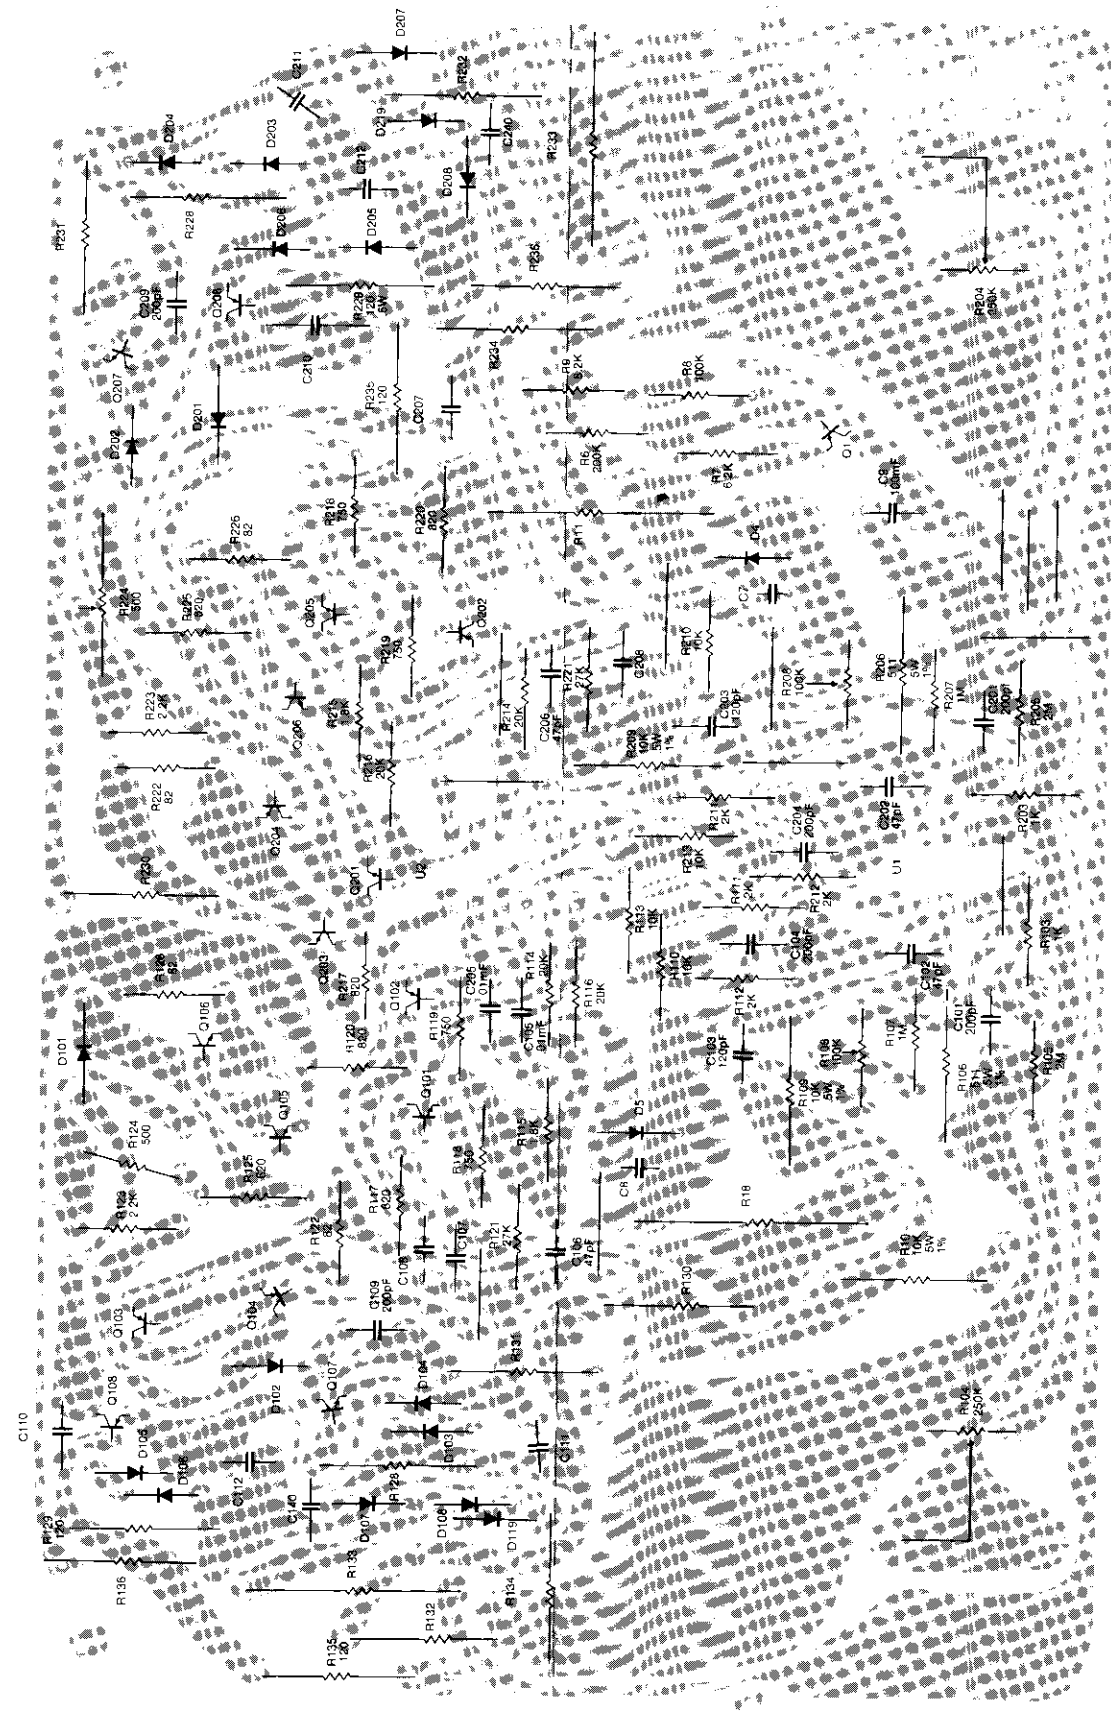 D207
C211
R232
D219
C240
R233
D204
D203
C212
D208
R231
R228
D206
D205
R236
C209
200pF
Q208
R229
120
5W
R204
250K
C210
R234
Q207
R235
120
C207
R9
8.2K
R8
100K
D202
D201
R6
200K
R7
6.2K
Q1
R218
750
R220
820
C9
100mF
R226
82
R11
D4
R224
500
R225
820
Q205
Q202
C7
R219
750
R210
10K
R223
2.2K
Q206
R215
1.8K
R214
20K
C206
47pF
R221
27K
C208
C203
120pF
R208
100K
R206
511
5W
1%
R207
1M
C201
200pF
R205
2M
R222
82
R216
20K
R209
10K
.5W
1%
Q204
R211
2K
C204
200pF
C202
47pF
R203
1K
R230
Q201
U2
R213
10K
U1
R111
2K
R212
2K
Q203
R113
10K
R126
82
R217
820
Q102
C205
.01mF
R114
20K
R110
10K
C104
200pF
R103
1K
C102
47pF
D101
Q106
R120
820
R119
750
C105
.01mF
R116
20K
R112
2K
C103
120pF
R108
100K
R107
1M
C101
200pF
R109
10K
.5W
1%
R106
511
.5W
1%
R105
2M
R124
500
Q105
Q101
R115
1.8K
D5
R118
750
R123
2.2K
R125
820
R117
820
C8
R18
R122
82
C108
C107
R121
27K
C106
47pF
R10
10K
5W
1%
Q103
Q104
C109
200pF
R130
R131
D102
Q107
D104
C110
Q108
R104
250K
D105
D106
C112
D103
C111
R128
R129
120
C140
D107
D108
D119
R136
R133
R134
R132
R135
120